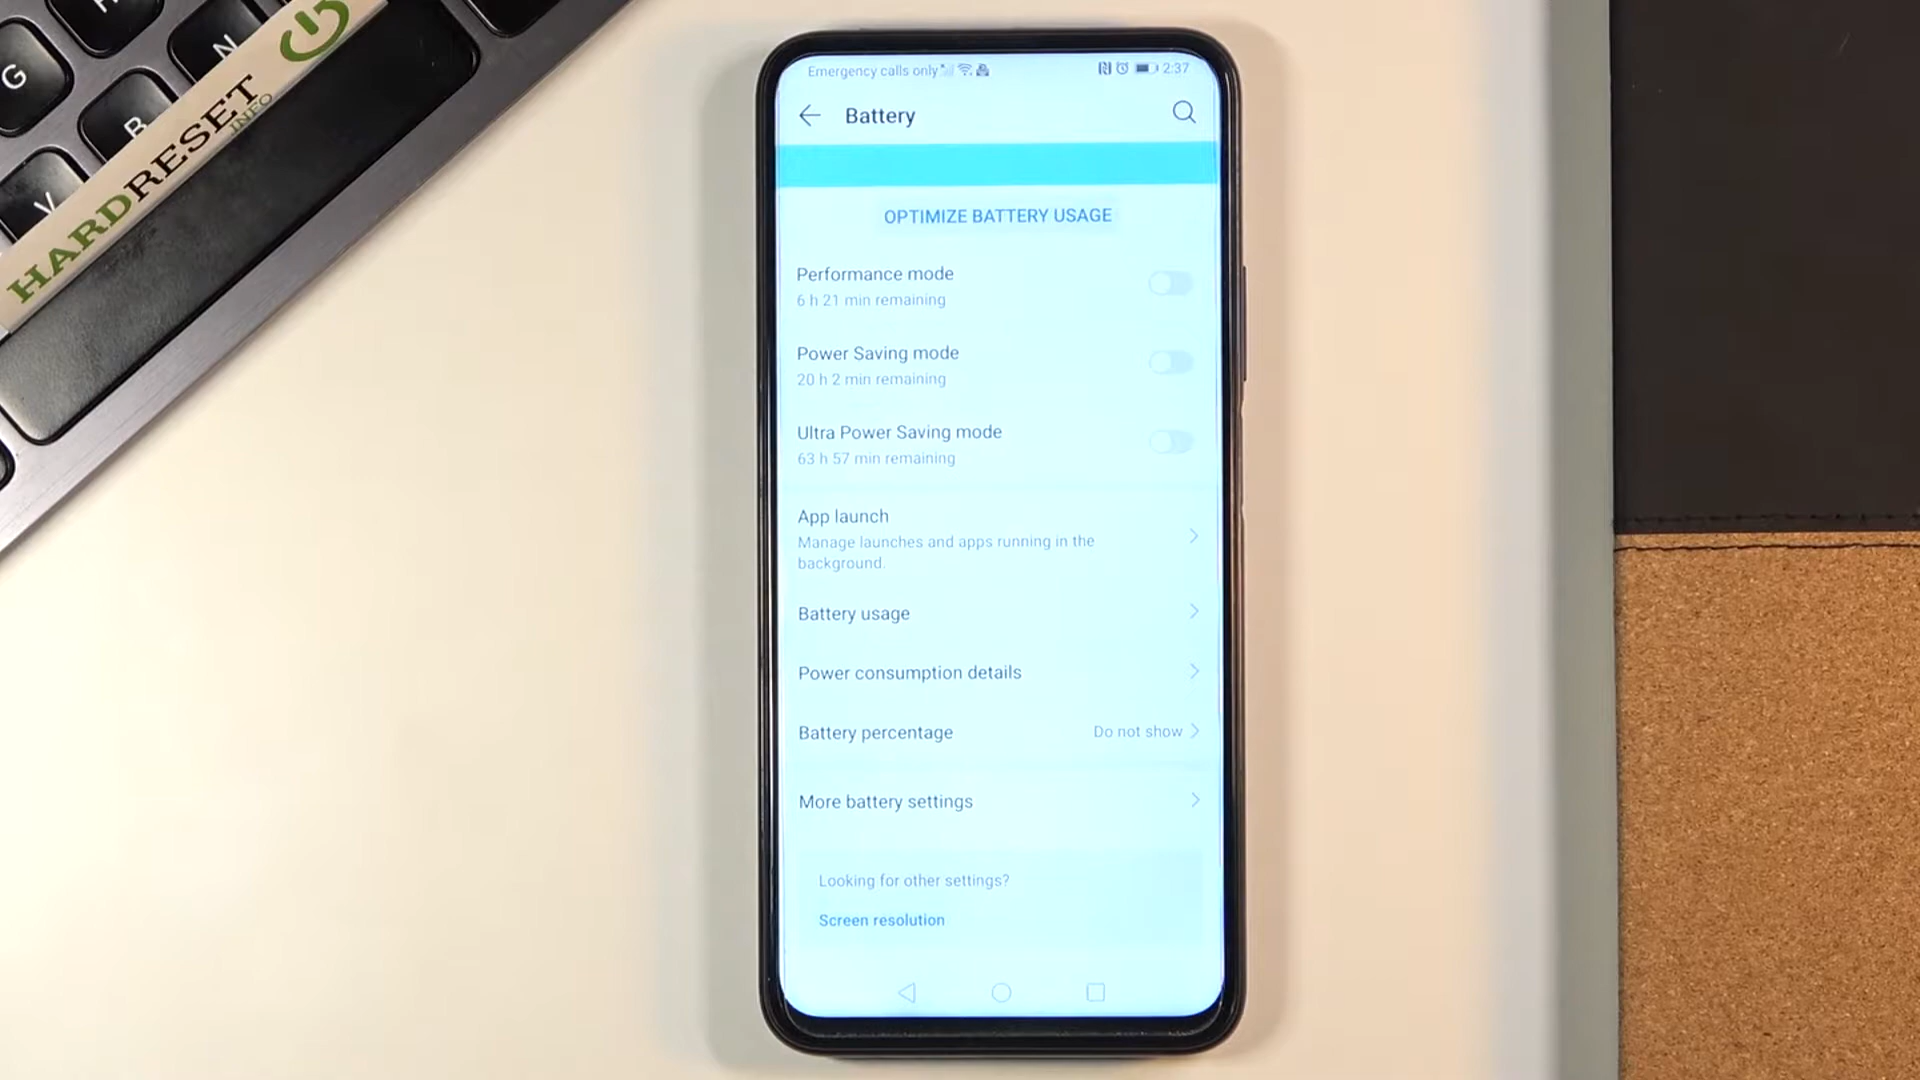 G
N
B
V
HARDRESET
.INFO
Emergency calls only
2:37
Battery
OPTIMIZE BATTERY USAGE
Performance mode
6 h 21 min remaining
Power Saving mode
20 h 2 min remaining
Ultra Power Saving mode
63 h 57 min remaining
App launch
Manage launches and apps running in the
background.
Battery usage
Power consumption details
Battery percentage
Do not show
More battery settings
Looking for other settings?
Screen resolution